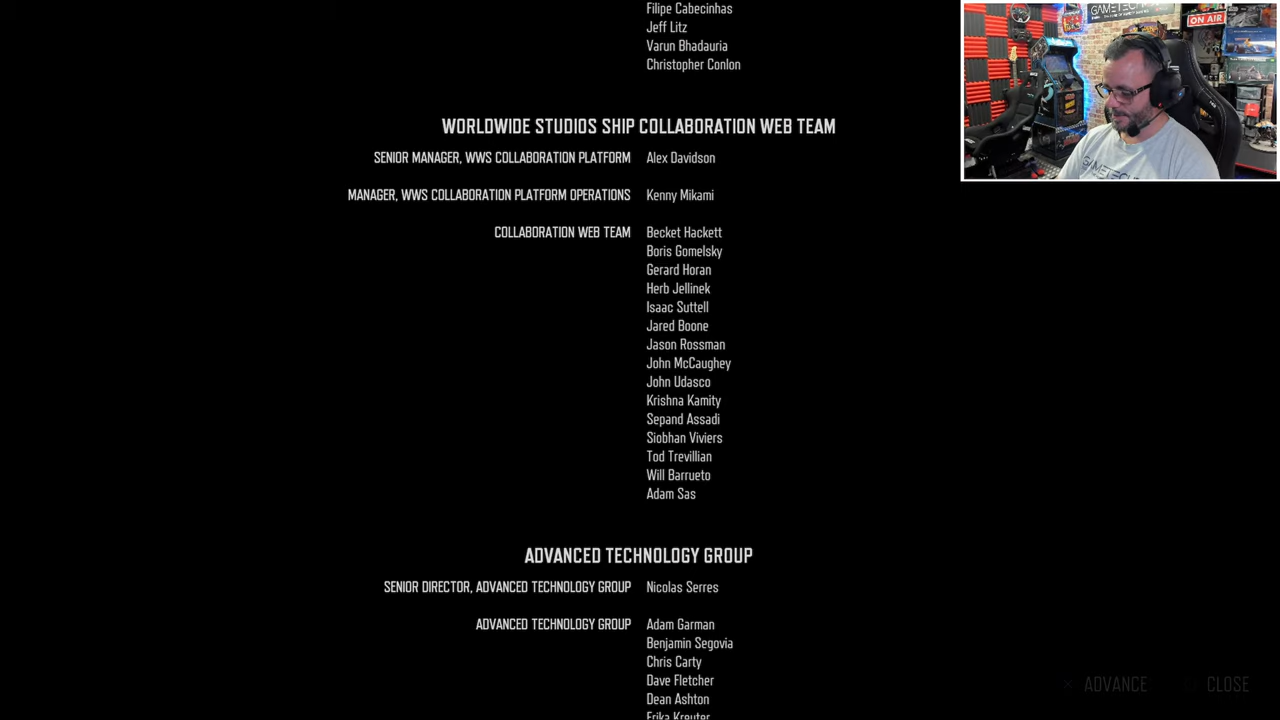 Filipe Cabecinhas
Jeff Litz
Varun Bhadauria
Christopher Conlon
WORLDWIDE STUDIOS SHIP COLLABORATION WEB TEAM
SENIOR MANAGER, WWS COLLABORATION PLATFORM Alex Davidson
MANAGER, WWS COLLABORATION PLATFORM OPERATIONS Kenny Mikami
COLLABORATION WEB TEAM Becket Hackett
Boris Gomelsky
Gerard Horan
Herb Jellinek
Isaac Suttell
Jared Boone
Jason Rossman
John McCaughey
John Udasco
Krishna Kamity
Sepand Assadi
Siobhan Viviers
Tod Trevillian
Will Barrueto
Adam Sas
ADVANCED TECHNOLOGY GROUP
SENIOR DIRECTOR, ADVANCED TECHNOLOGY GROUP Nicolas Serres
ADVANCED TECHNOLOGY GROUP Adam Garman
Benjamin Segovia
Chris Carty
Dave Fletcher
Dean Ashton
Erika Kreuter
ADVANCE CLOSE
ON AIR